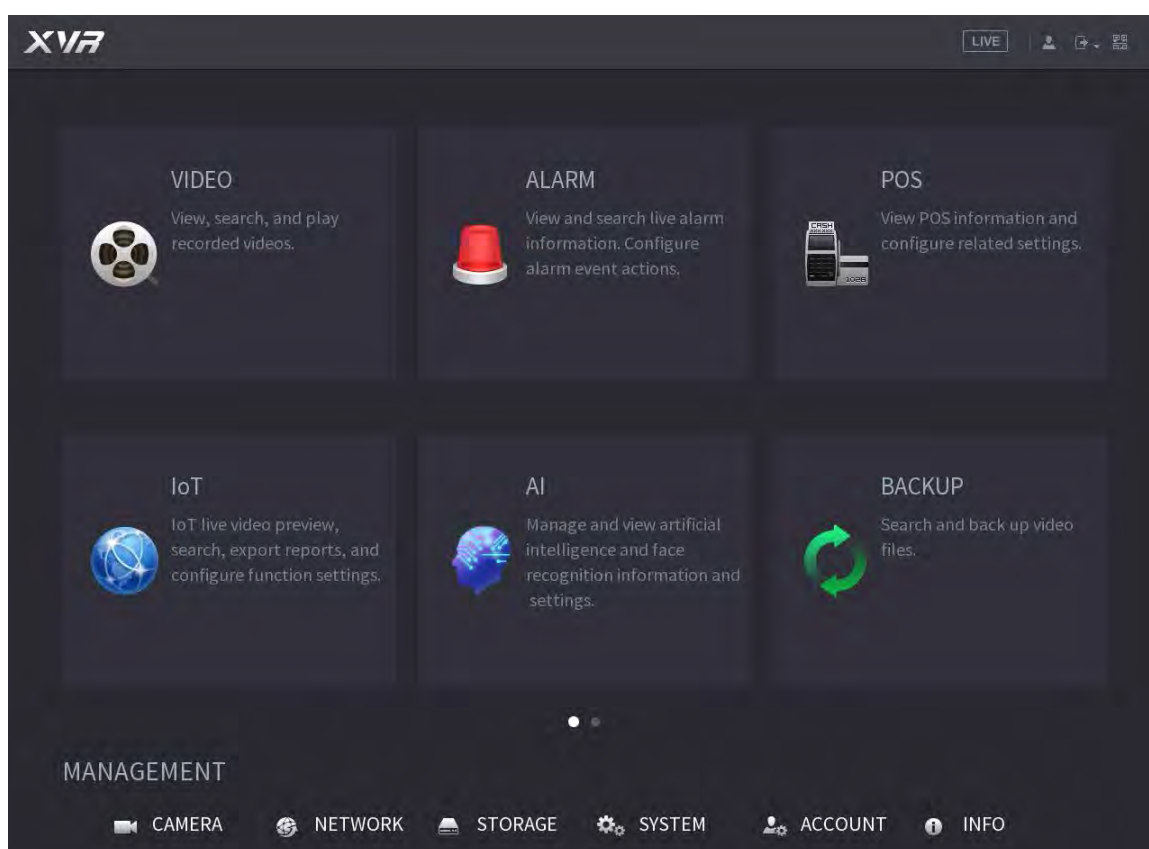 XVR
LIVE
VIDEO
View, search, and play
recorded videos.
ALARM
View and search live alarm
information. Configure
alarm event actions.
CASH
POS
View POS information and
configure related settings.
1028
IoT
IoT live video preview,
search, export reports, and
configure function settings.
AI
Manage and view artificial
intelligence and face
recognition information and
settings.
BACKUP
Search and back up video
files.
MANAGEMENT
CAMERA NETWORK STORAGE SYSTEM ACCOUNT INFO